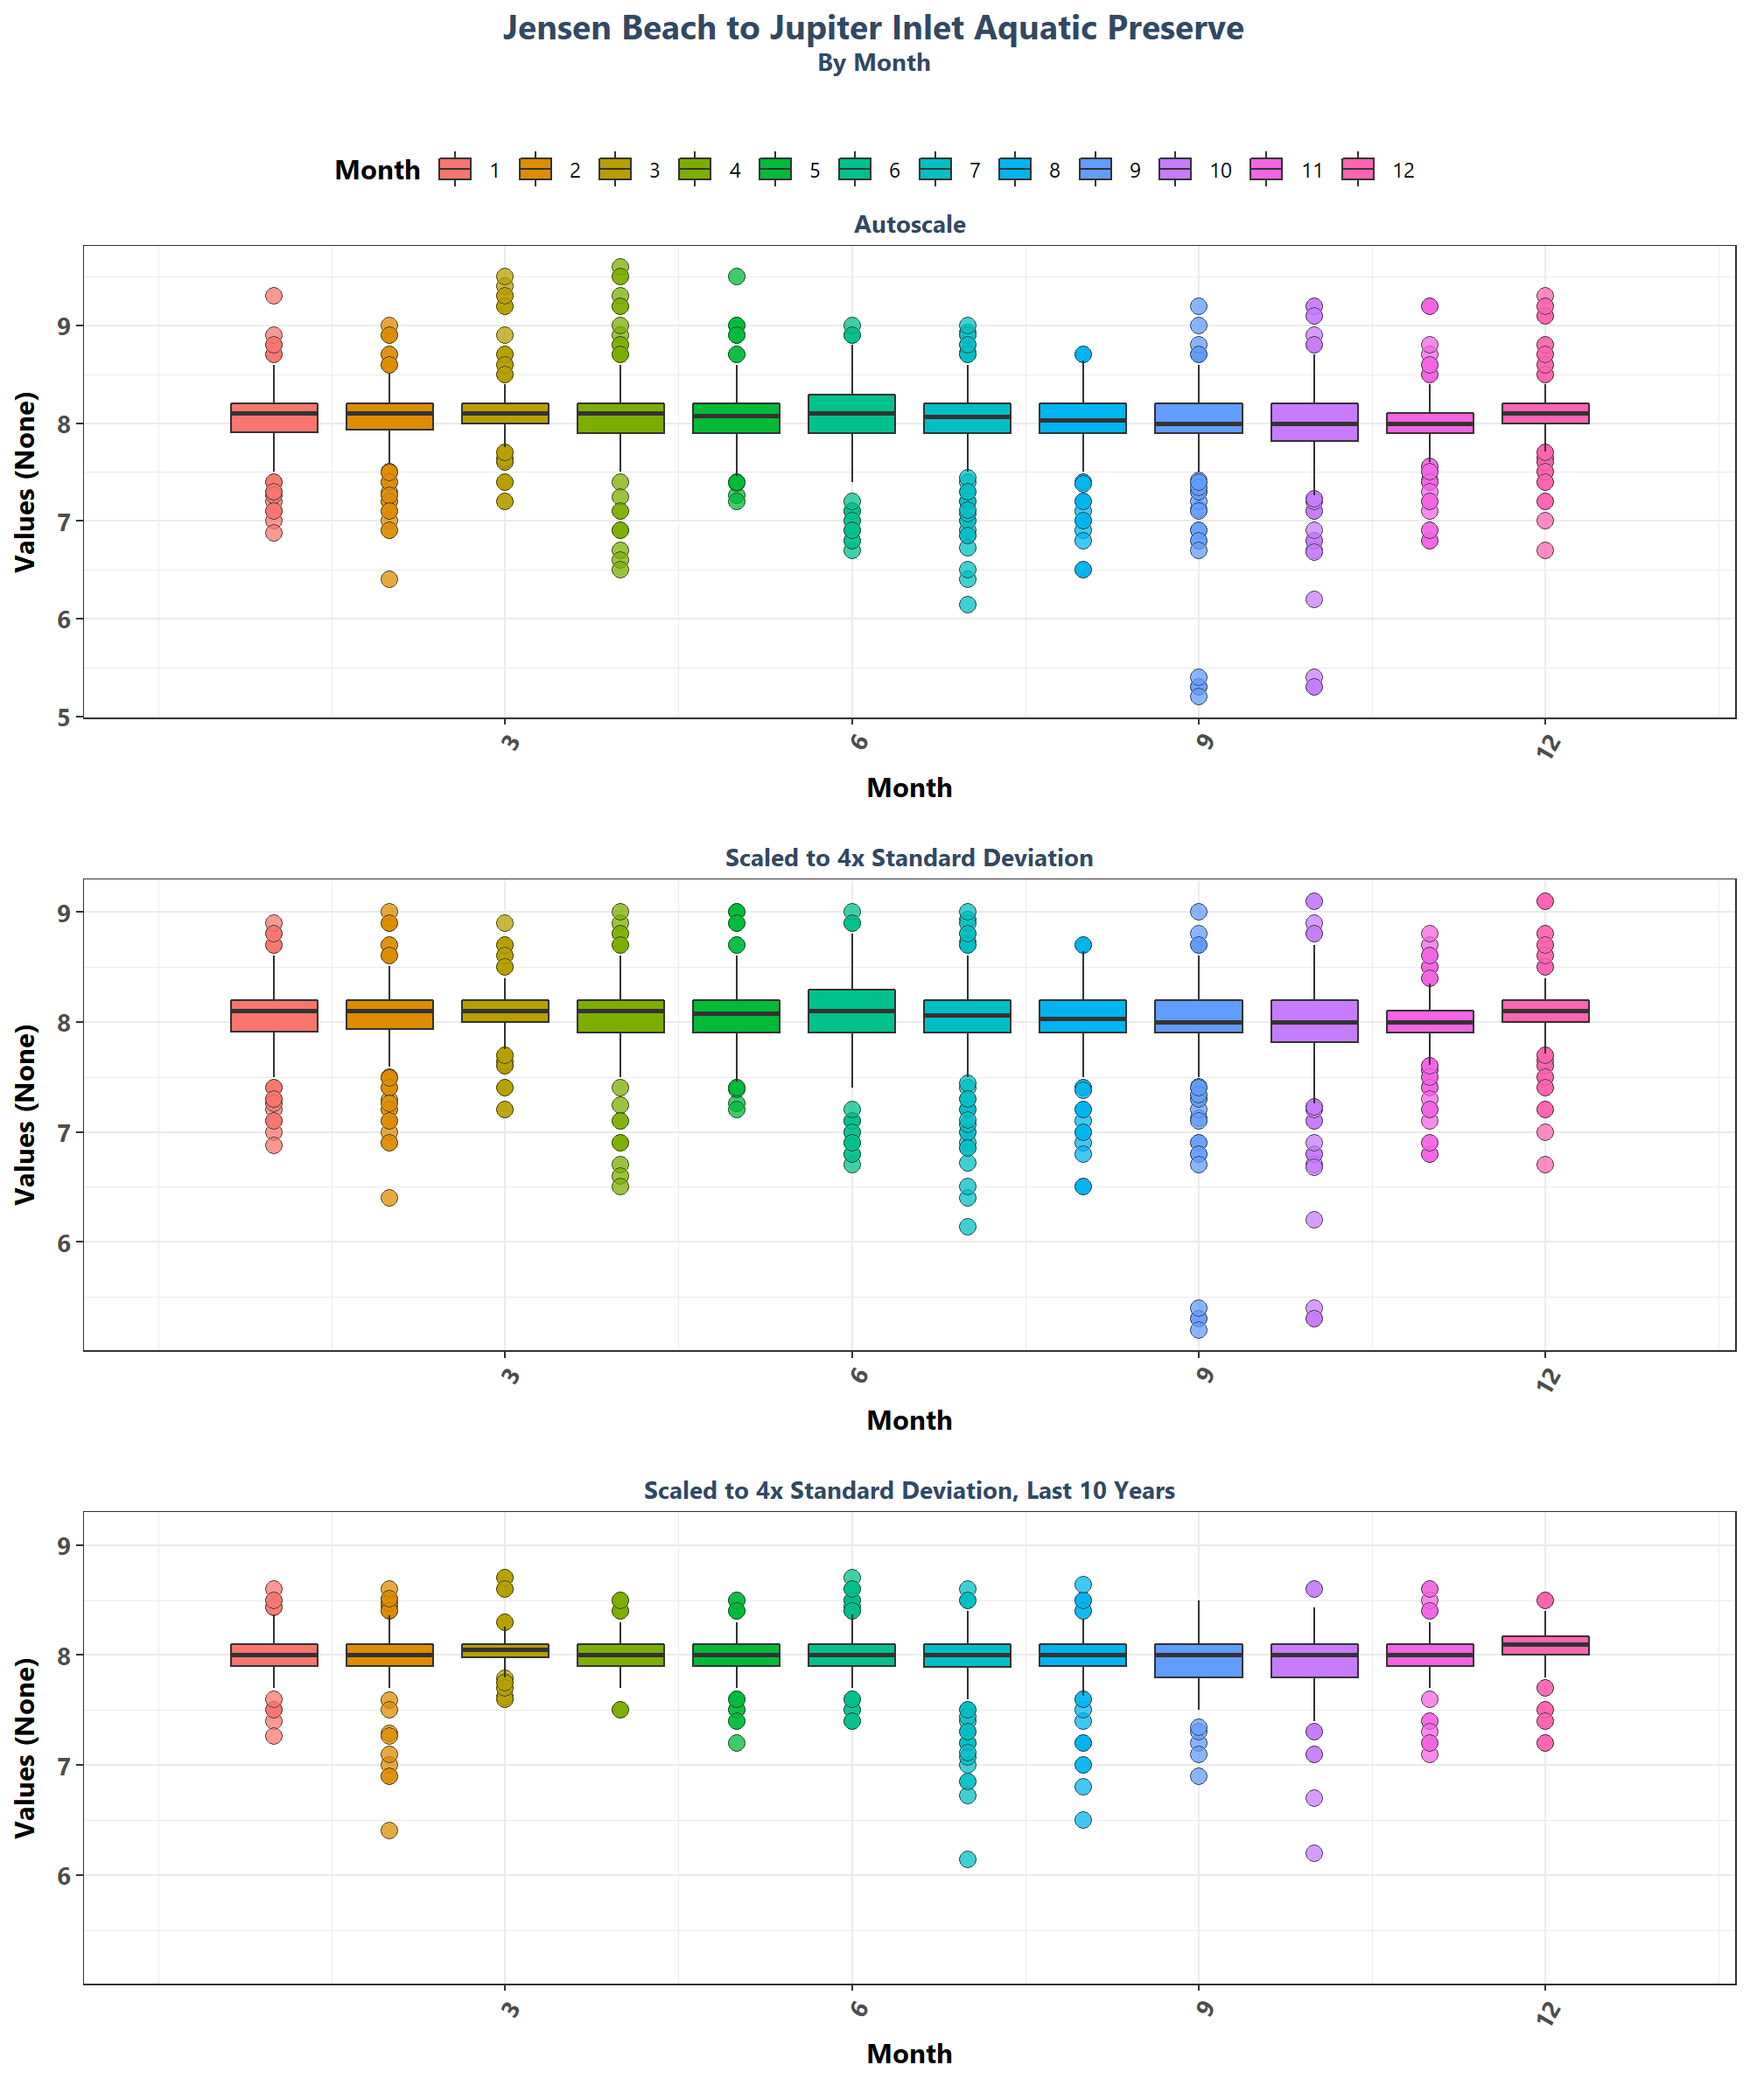 Jensen Beach to Jupiter Inlet Aquatic Preserve
By Month
Month 1 2 3 4 5 6 7 8 9 10 11 12
Autoscale
Values (None)
9
8
7
6
5
3 6 9 12
Month
Scaled to 4x Standard Deviation
Values (None)
9
8
7
6
3 6 9 12
Month
Scaled to 4x Standard Deviation, Last 10 Years
Values (None)
9
8
7
6
3 6 9 12
Month